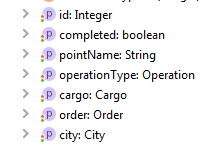 id: Integer
completed: boolean
pointName: String
operationType: Operation
cargo: Cargo
order: Order
city: City